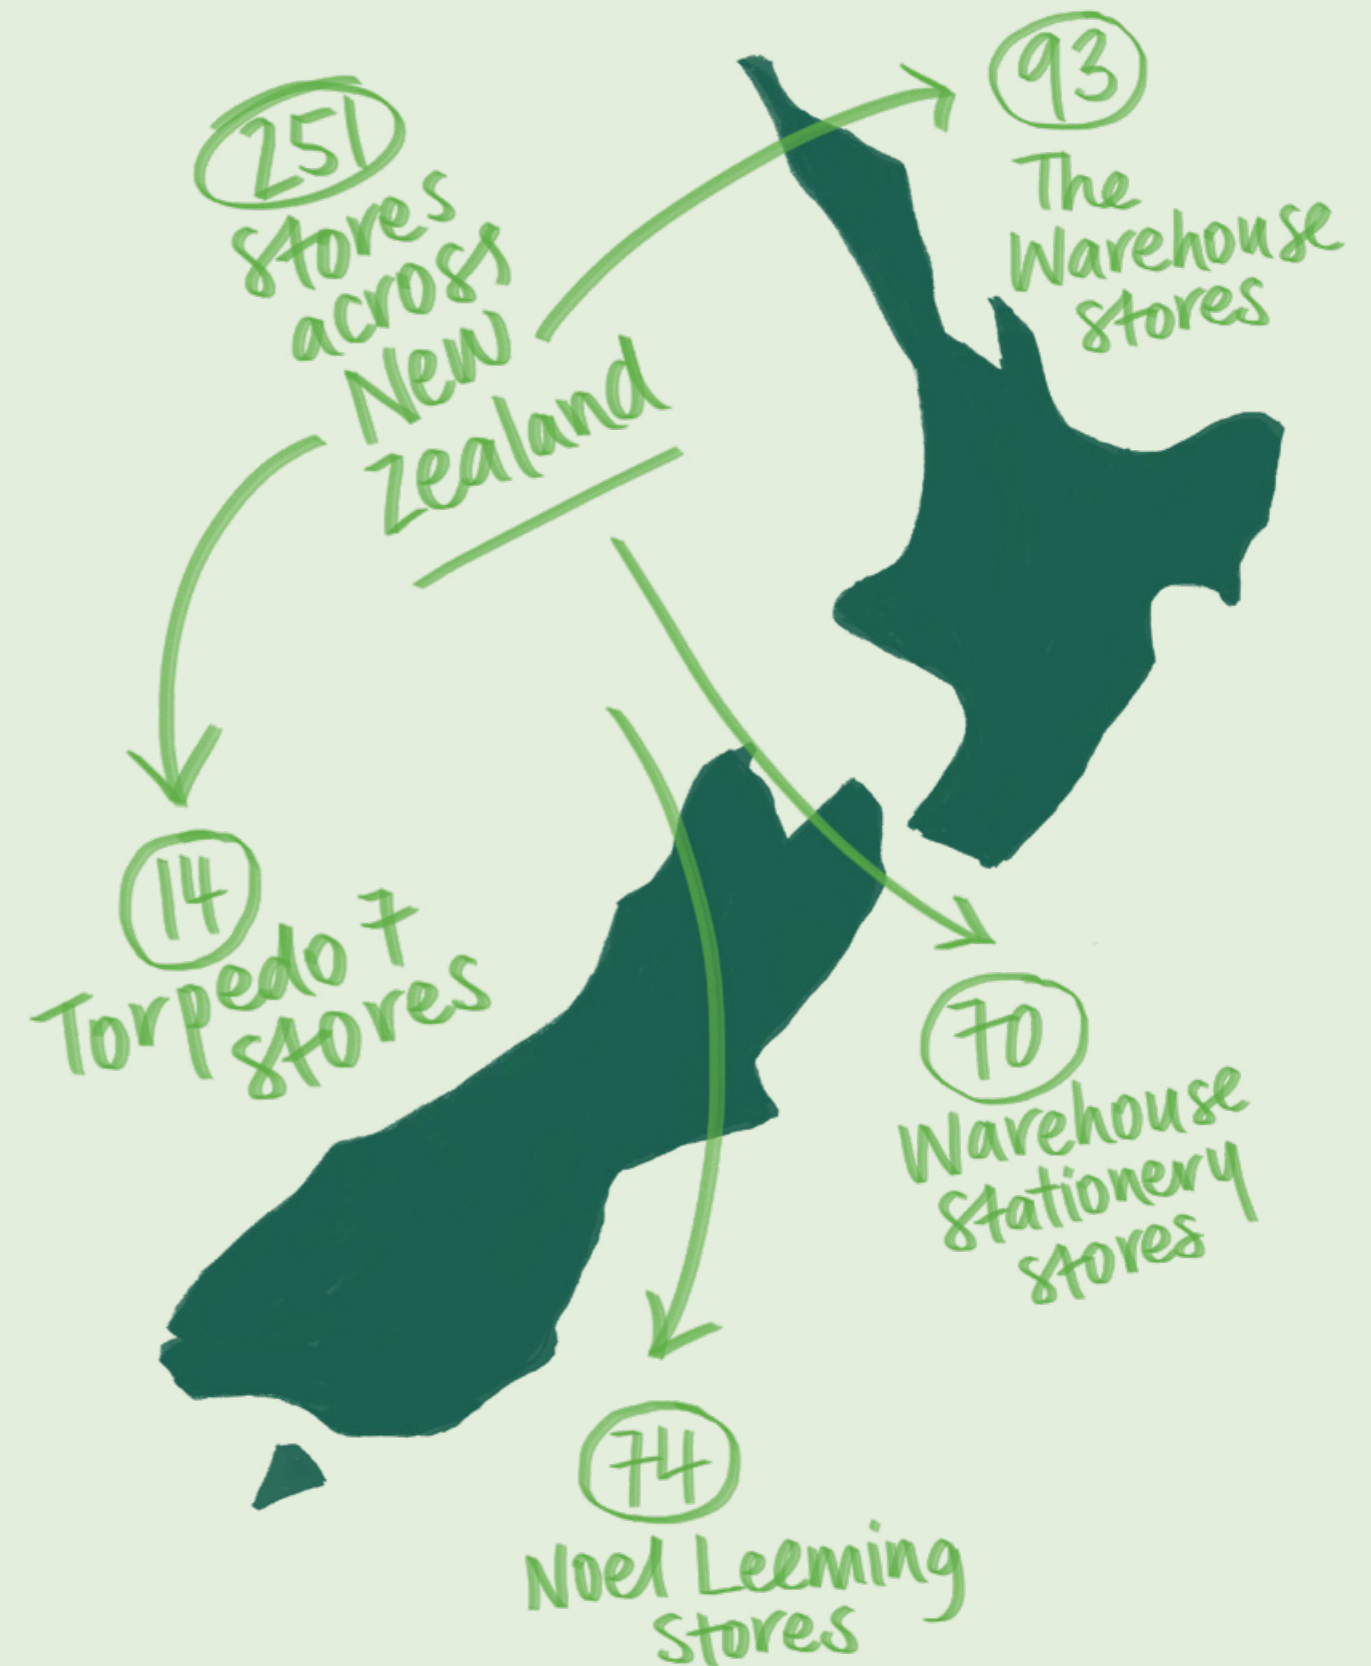 251
stores
across
New
Zealand
93
The
Warehouse
stores
14
Torpedo 7
stores
70
Warehouse
stationery
stores
74
Noel Leeming
stores